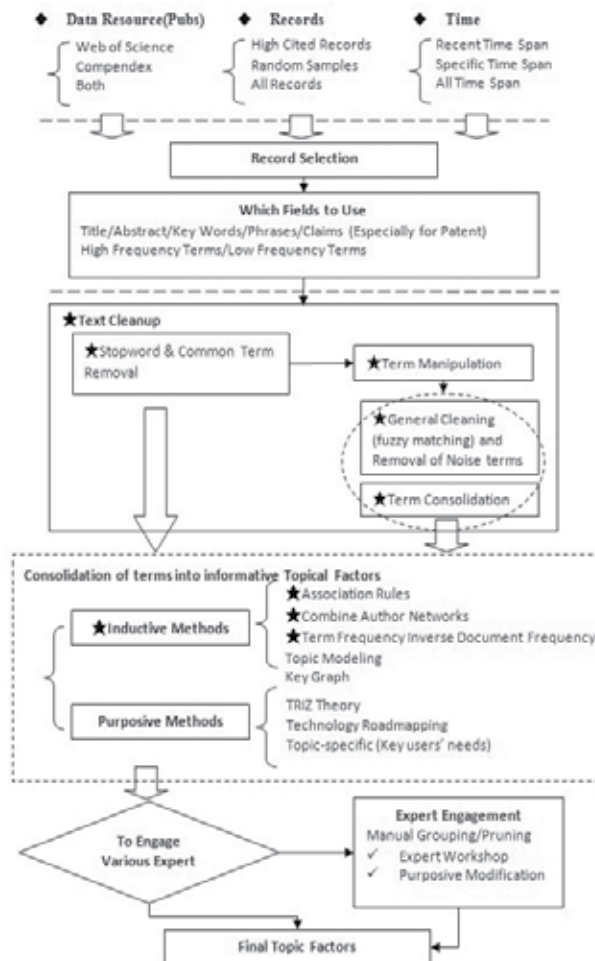 ◆ Data Resource(Pubs)
Web of Science
Compendex
Both
◆ Records
High Cited Records
Random Samples
All Records
◆ Time
Recent Time Span
Specific Time Span
All Time Span
Record Selection
Which Fields to Use
Title/Abstract/Key Words/Phrases/Claims (Especially for Patent)
High Frequency Terms/Low Frequency Terms
★Text Cleanup
★Stopword & Common Term
Removal
★Term Manipulation
★General Cleaning
(fuzzy matching) and
Removal of Noise terms
★Term Consolidation
Consolidation of terms into informative Topical Factors
★Inductive Methods
★Association Rules
★Combine Author Networks
★Term Frequency Inverse Document Frequency
Topic Modeling
Key Graph
Purposive Methods
TRIZ Theory
Technology Roadmapping
Topic-specific (Key users' needs)
To Engage
Various Expert
Expert Engagement
Manual Grouping/Pruning
✓ Expert Workshop
✓ Purposive Modification
Final Topic Factors